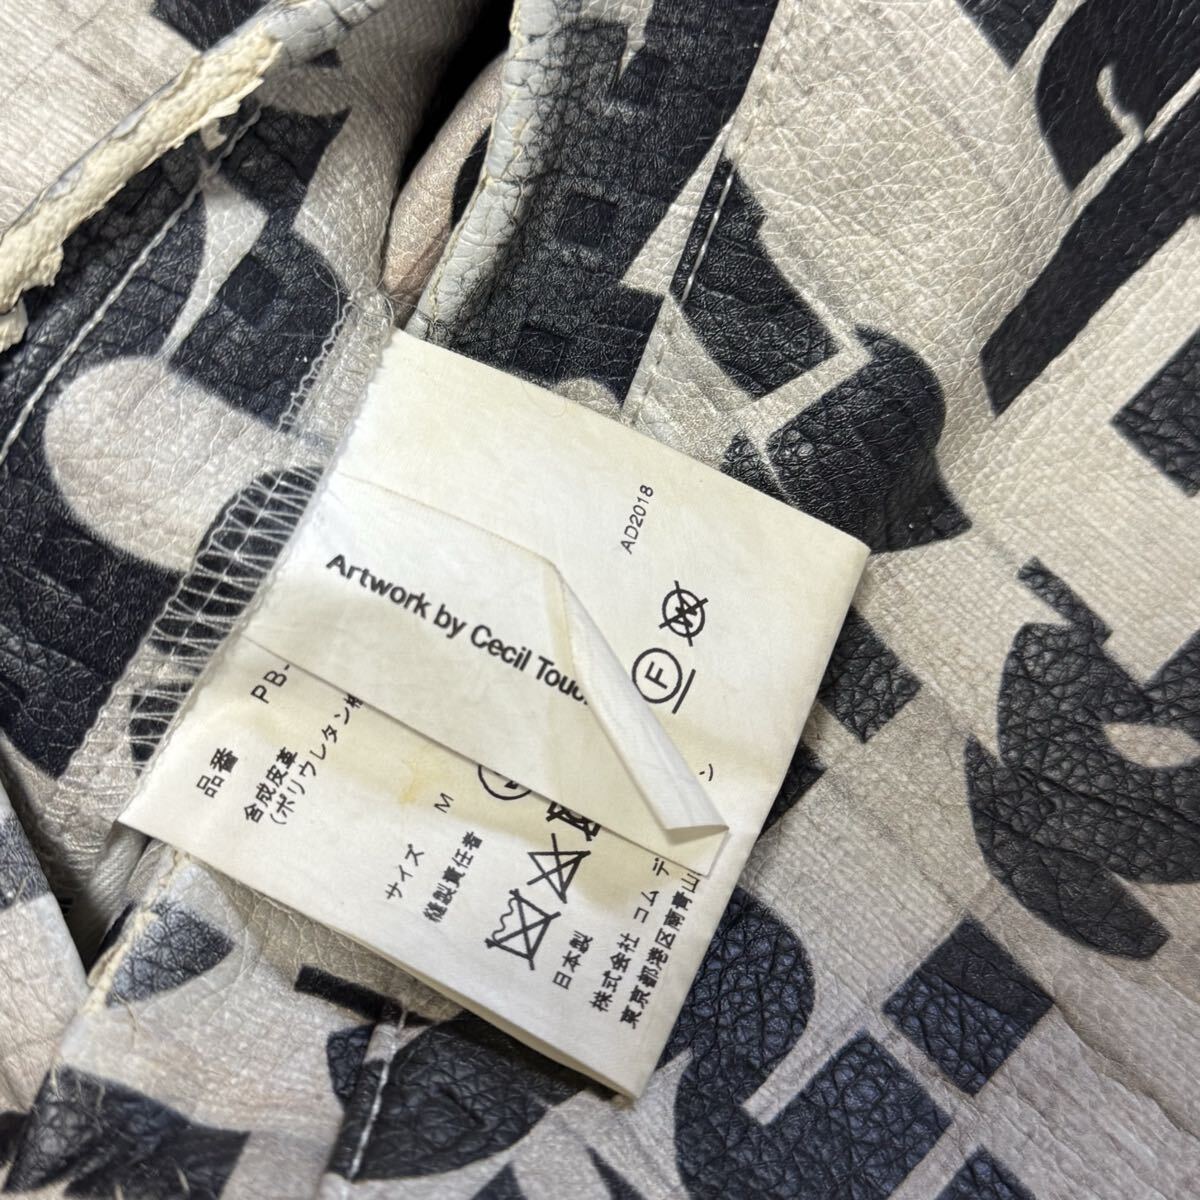 AD2018
Artwork by Cecil
F
品番 PB-
合成皮革
(ポリウレタン
サイズ M
縫製責任者
日本製
株式会社 コム デ
東京都港区南青山